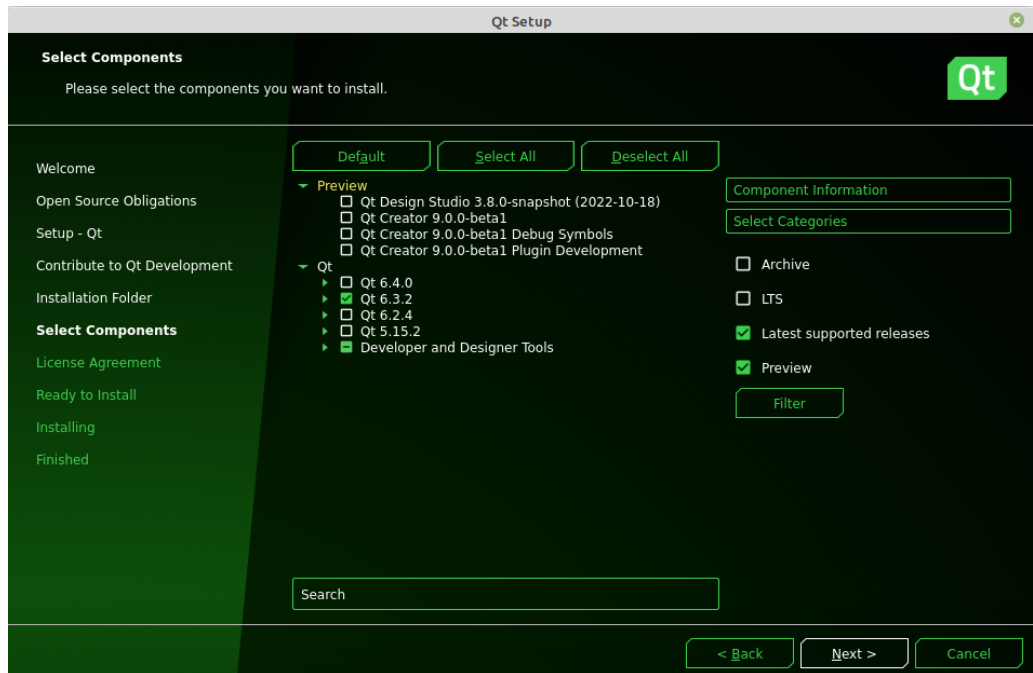 Qt Setup
Select Components
Please select the components you want to install.
Qt
Welcome
Open Source Obligations
Setup - Qt
Contribute to Qt Development
Installation Folder
Select Components
License Agreement
Ready to Install
Installing
Finished
Default
Select All
Deselect All
Preview
Qt Design Studio 3.8.0-snapshot (2022-10-18)
Qt Creator 9.0.0-beta1
Qt Creator 9.0.0-beta1 Debug Symbols
Qt Creator 9.0.0-beta1 Plugin Development
Qt
Qt 6.4.0
Qt 6.3.2
Qt 6.2.4
Qt 5.15.2
Developer and Designer Tools
Search
Component Information
Select Categories
Archive
LTS
Latest supported releases
Preview
Filter
< Back
Next >
Cancel